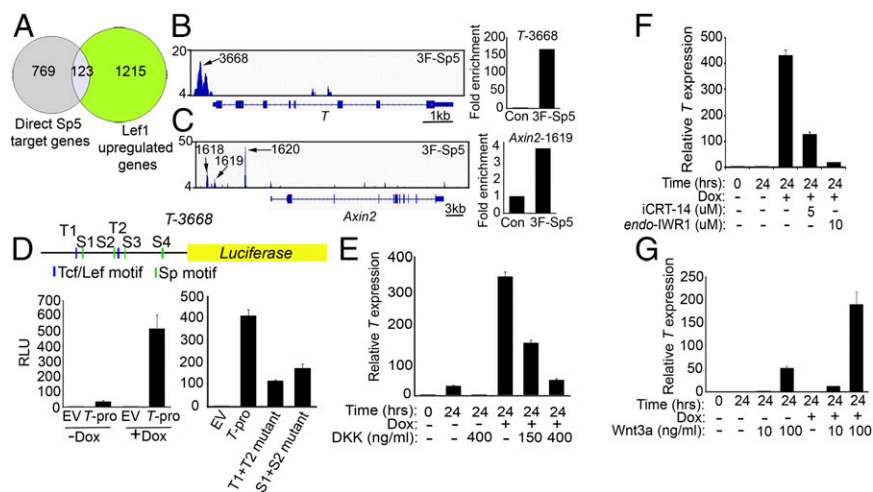 A
769
123
1215
Direct Sp5
target genes
Lef1
upregulated
genes
B
20
4
3668
3F-Sp5
T
1kb
T-3668
Fold enrichment
200
150
100
50
0
Con 3F-Sp5
C
50
4
1618
1619
1620
3F-Sp5
Axin2
3kb
Axin2-1619
Fold enrichment
4
2
0
Con 3F-Sp5
D
T-3668
T1
S1
S2
T2
S3
S4
Luciferase
Tcf/Lef motif
Sp motif
RLU
700
600
500
400
300
200
100
0
EV T-pro EV T-pro
–Dox +Dox
500
400
300
200
100
0
EV
T-pro
T1+T2 mutant
S1+S2 mutant
E
Relative T expression
400
300
200
100
0
Time (hrs): 0 24 24 24 24 24
Dox: - - - + + +
DKK (ng/ml): - - 400 - 150 400
F
Relative T expression
500
400
300
200
100
0
Time (hrs): 0 24 24 24 24
Dox: - - + + +
iCRT-14 (uM): - - - 5 -
endo-IWR1 (uM): - - - - 10
G
Relative T expression
300
200
100
0
Time (hrs): 0 24 24 24 24 24 24
Dox: - - - - + + +
Wnt3a (ng/ml): - - 10 100 - 10 100